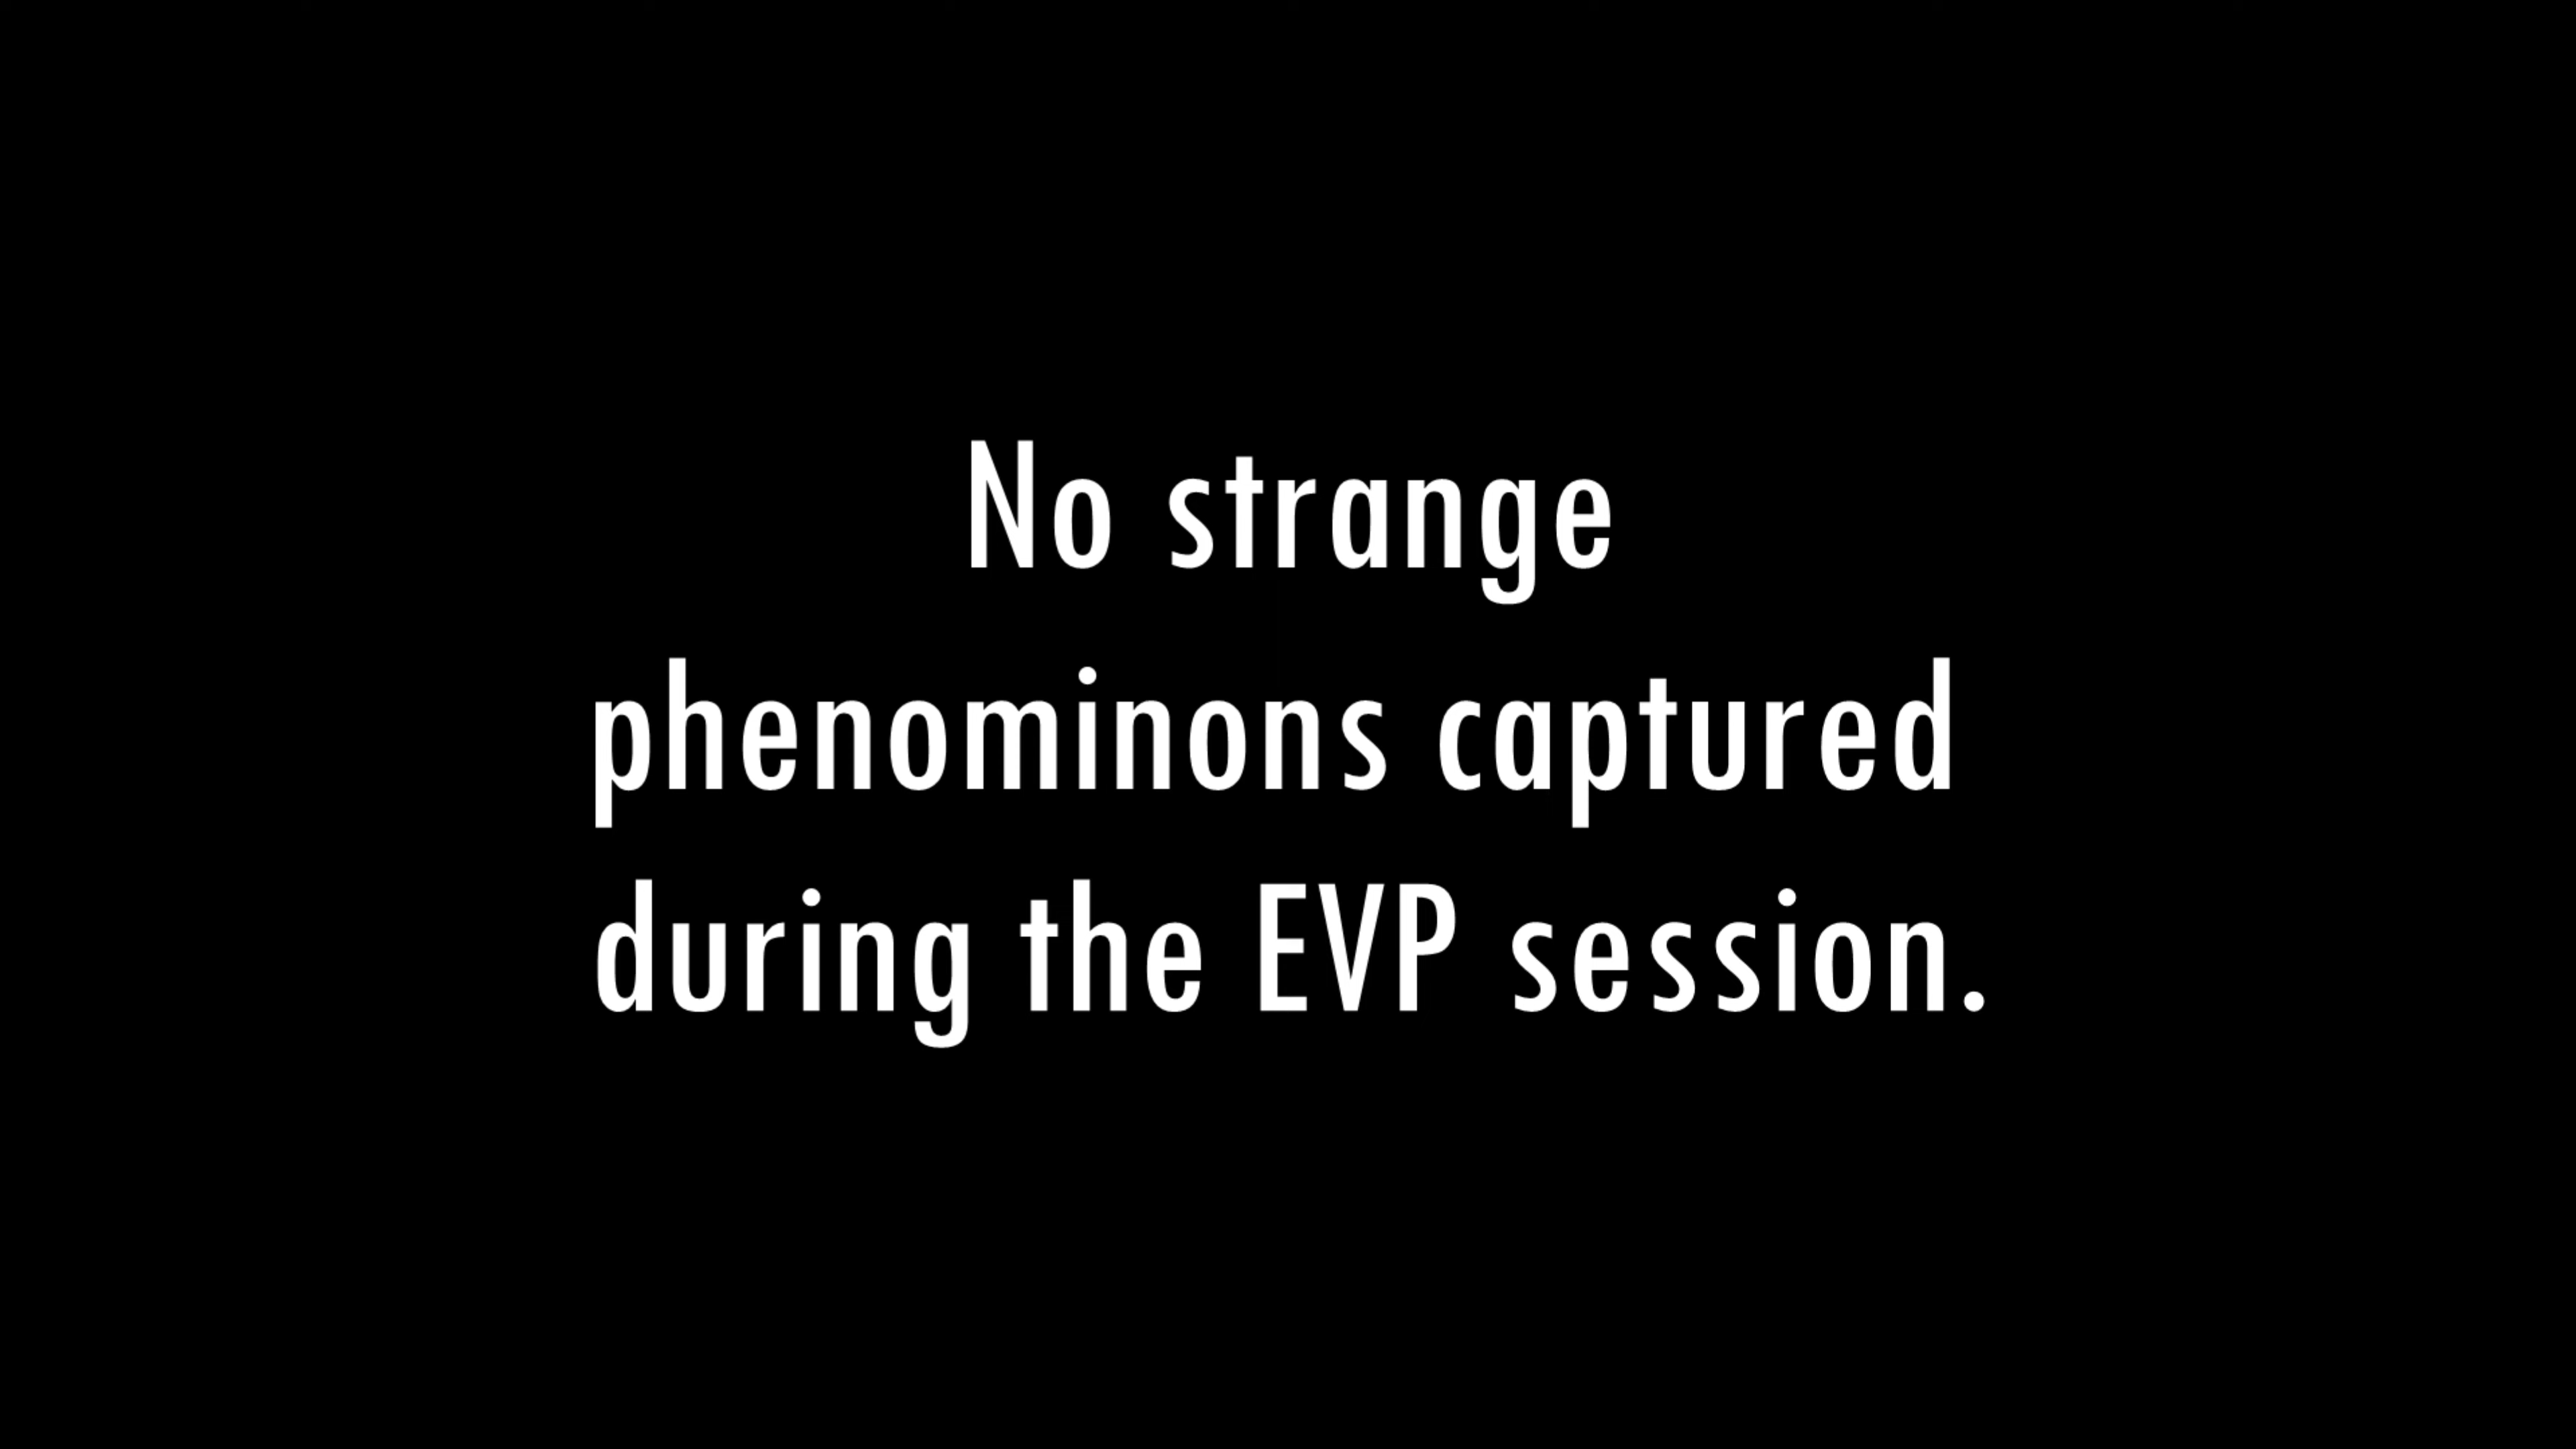 No strange
phenominons captured
during the EVP session.